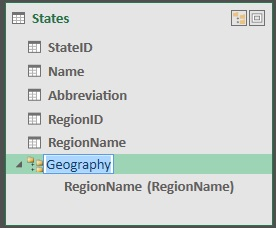 States
StateID
Name
Abbreviation
RegionID
RegionName
Geography
RegionName (RegionName)